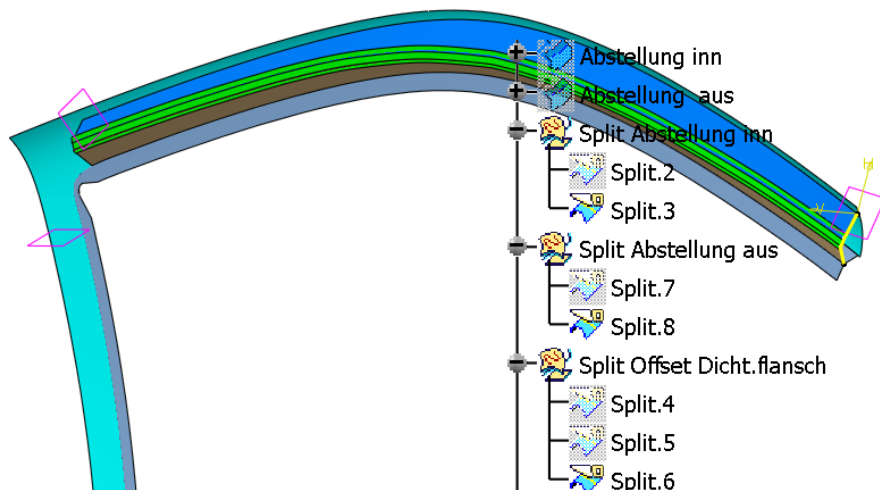 Abstellung inn
Abstellung aus
Split Abstellung inn
Split.2
Split.3
Split Abstellung aus
Split.7
Split.8
Split Offset Dicht.flansch
Split.4
Split.5
Split.6